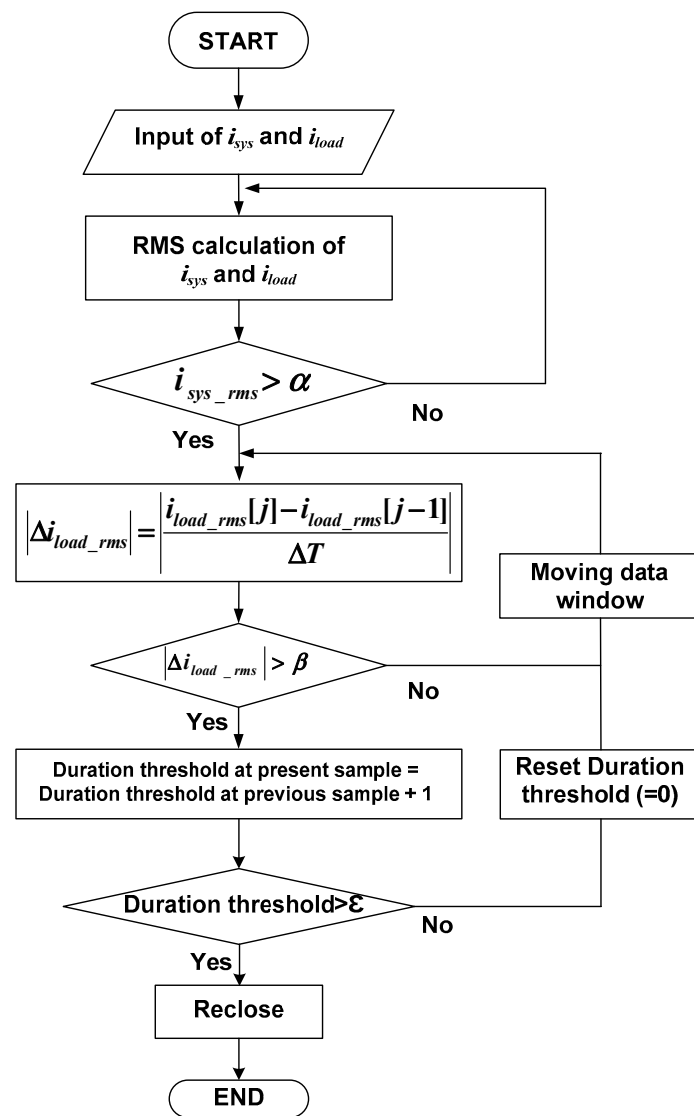 START
Input of i_sys and i_load
RMS calculation of
i_sys and i_load
i_sys_rms > α
No
Yes
|Δi_load_rms| = |(i_load_rms[j] − i_load_rms[j−1]) / ΔT|
Moving data
window
|Δi_load_rms| > β
No
Yes
Duration threshold at present sample =
Duration threshold at previous sample + 1
Reset Duration
threshold (=0)
Duration threshold>ε
No
Yes
Reclose
END